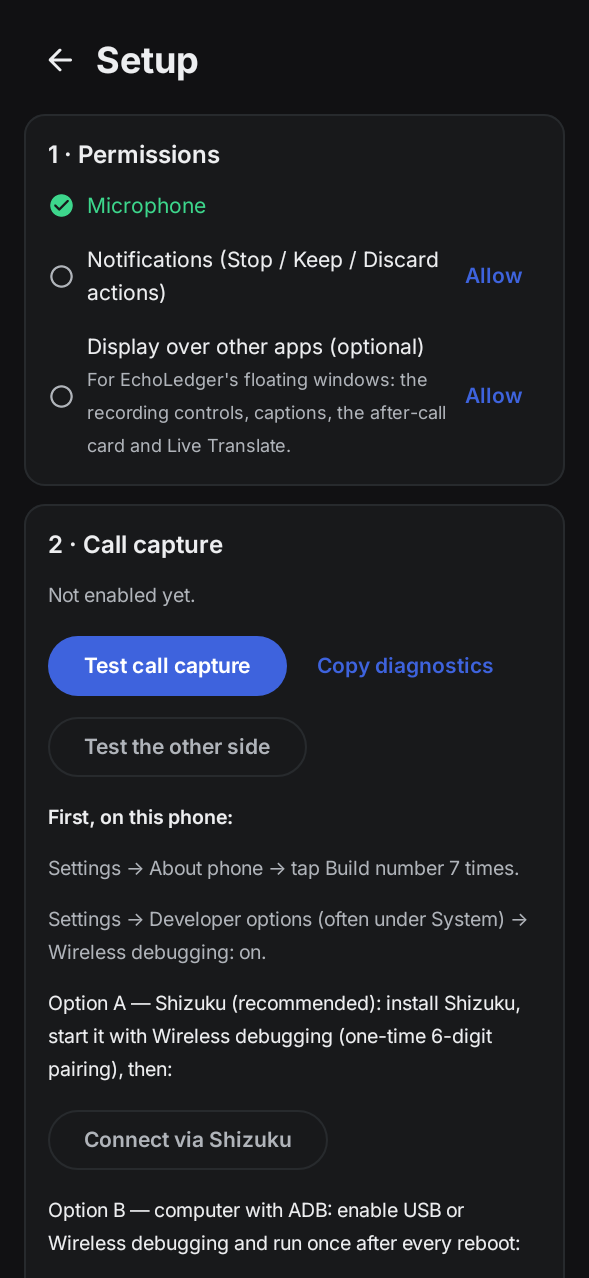 Setup
1 · Permissions
Microphone
Notifications (Stop / Keep / Discard
actions)
Allow
Display over other apps (optional)
For EchoLedger's floating windows: the
recording controls, captions, the after-call
card and Live Translate.
Allow
2 · Call capture
Not enabled yet.
Test call capture
Copy diagnostics
Test the other side
First, on this phone:
Settings → About phone → tap Build number 7 times.
Settings → Developer options (often under System) →
Wireless debugging: on.
Option A — Shizuku (recommended): install Shizuku,
start it with Wireless debugging (one-time 6-digit
pairing), then:
Connect via Shizuku
Option B — computer with ADB: enable USB or
Wireless debugging and run once after every reboot: